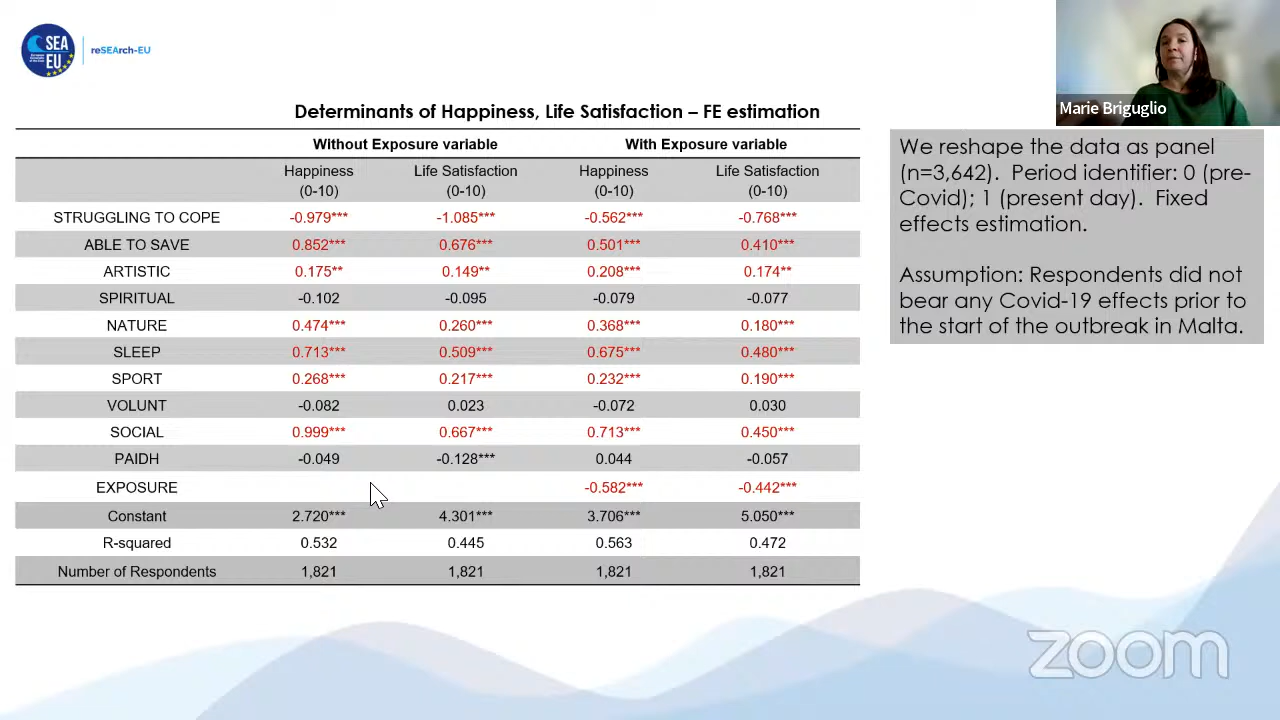 SEA
EU
reSEArch-EU
Marie Briguglio
Determinants of Happiness, Life Satisfaction – FE estimation
Without Exposure variable With Exposure variable
Happiness (0-10) Life Satisfaction (0-10) Happiness (0-10) Life Satisfaction (0-10)
STRUGGLING TO COPE -0.979*** -1.085*** -0.562*** -0.768***
ABLE TO SAVE 0.852*** 0.676*** 0.501*** 0.410***
ARTISTIC 0.175** 0.149** 0.208*** 0.174**
SPIRITUAL -0.102 -0.095 -0.079 -0.077
NATURE 0.474*** 0.260*** 0.368*** 0.180***
SLEEP 0.713*** 0.509*** 0.675*** 0.480***
SPORT 0.268*** 0.217*** 0.232*** 0.190***
VOLUNT -0.082 0.023 -0.072 0.030
SOCIAL 0.999*** 0.667*** 0.713*** 0.450***
PAIDH -0.049 -0.128*** 0.044 -0.057
EXPOSURE -0.582*** -0.442***
Constant 2.720*** 4.301*** 3.706*** 5.050***
R-squared 0.532 0.445 0.563 0.472
Number of Respondents 1,821 1,821 1,821 1,821
We reshape the data as panel
(n=3,642). Period identifier: 0 (pre-
Covid); 1 (present day). Fixed
effects estimation.
Assumption: Respondents did not
bear any Covid-19 effects prior to
the start of the outbreak in Malta.
zoom